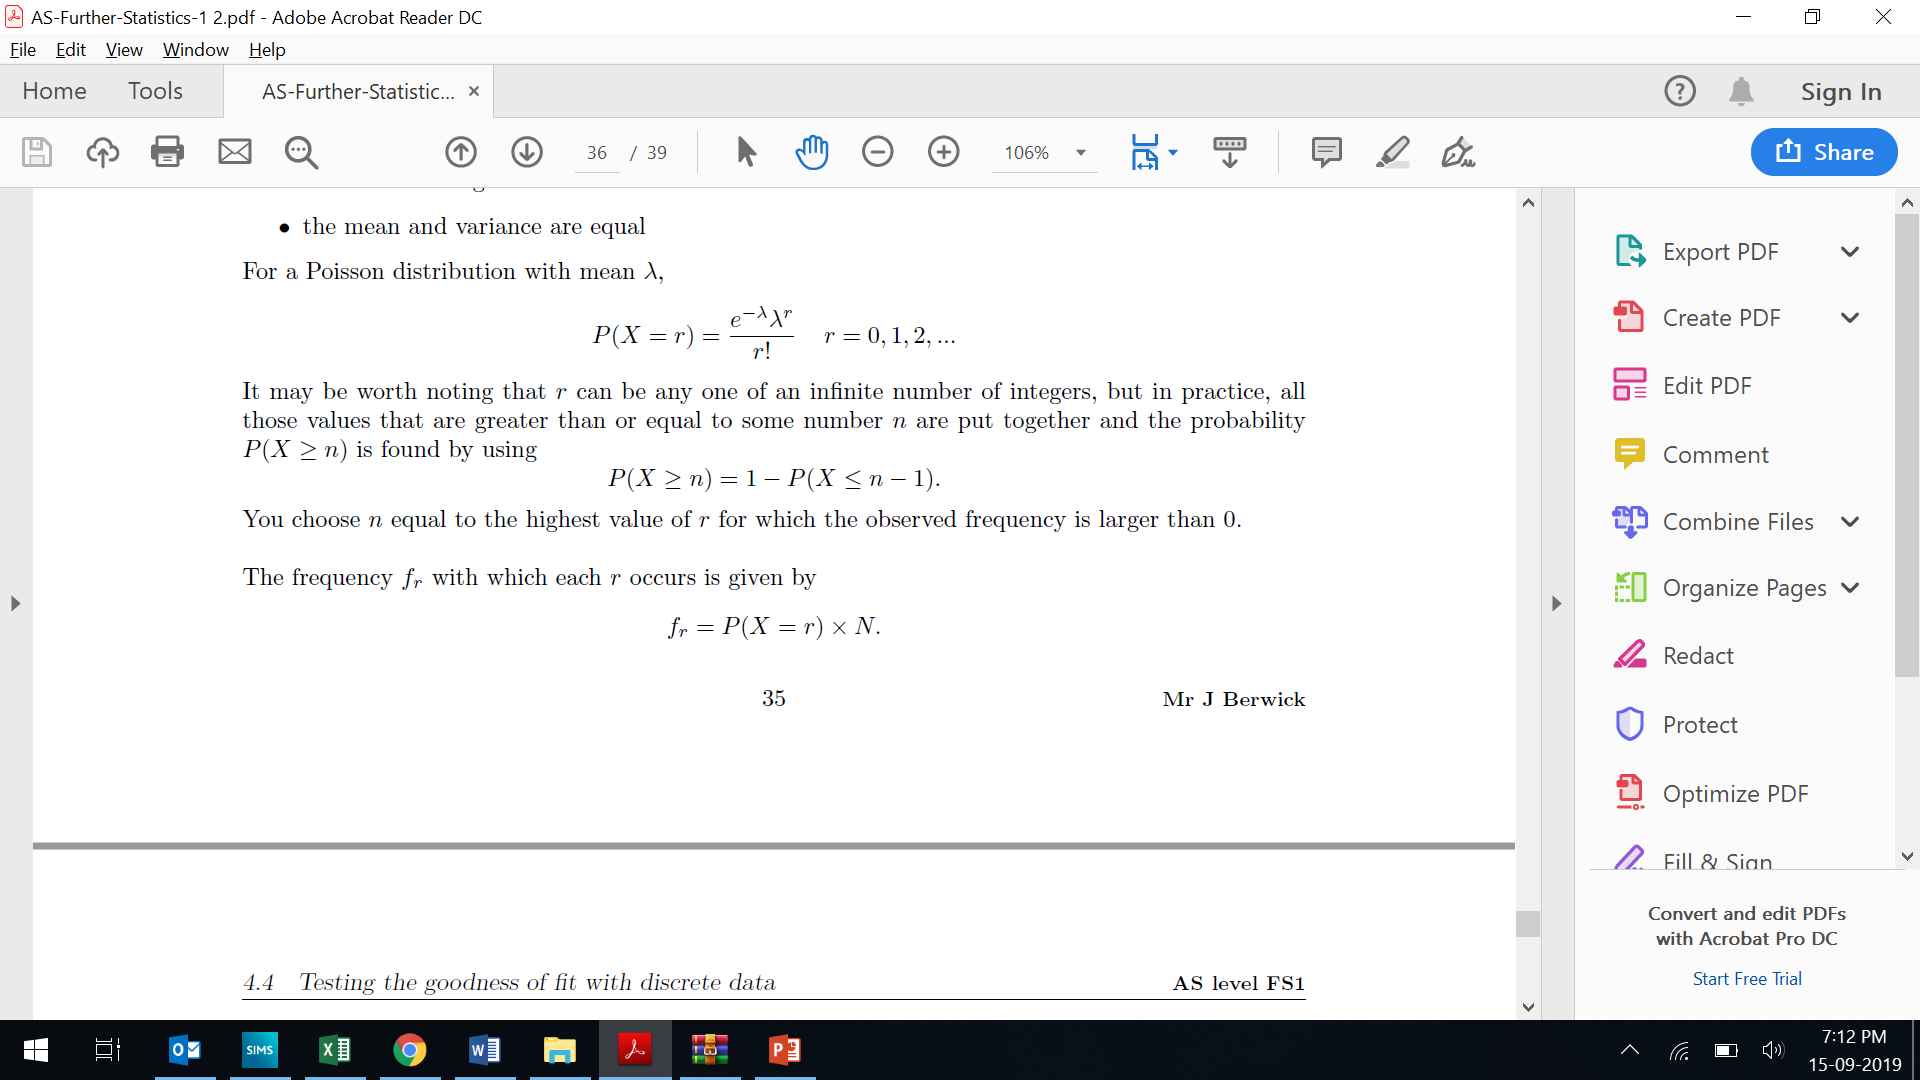 AS-Further-Statistics-1 2.pdf - Adobe Acrobat Reader DC
File Edit View Window Help
Home Tools AS-Further-Statistic... × Sign In
36 / 39 106% Share
• the mean and variance are equal
For a Poisson distribution with mean λ,
P(X = r) = e^{−λ}λ^r / r!   r = 0, 1, 2, ...
It may be worth noting that r can be any one of an infinite number of integers, but in practice, all
those values that are greater than or equal to some number n are put together and the probability
P(X ≥ n) is found by using
P(X ≥ n) = 1 − P(X ≤ n − 1).
You choose n equal to the highest value of r for which the observed frequency is larger than 0.
The frequency f_r with which each r occurs is given by
f_r = P(X = r) × N.
35 Mr J Berwick
4.4 Testing the goodness of fit with discrete data AS level FS1
Export PDF
Create PDF
Edit PDF
Comment
Combine Files
Organize Pages
Redact
Protect
Optimize PDF
Fill & Sign
Convert and edit PDFs
with Acrobat Pro DC
Start Free Trial
SIMS
7:12 PM
15-09-2019